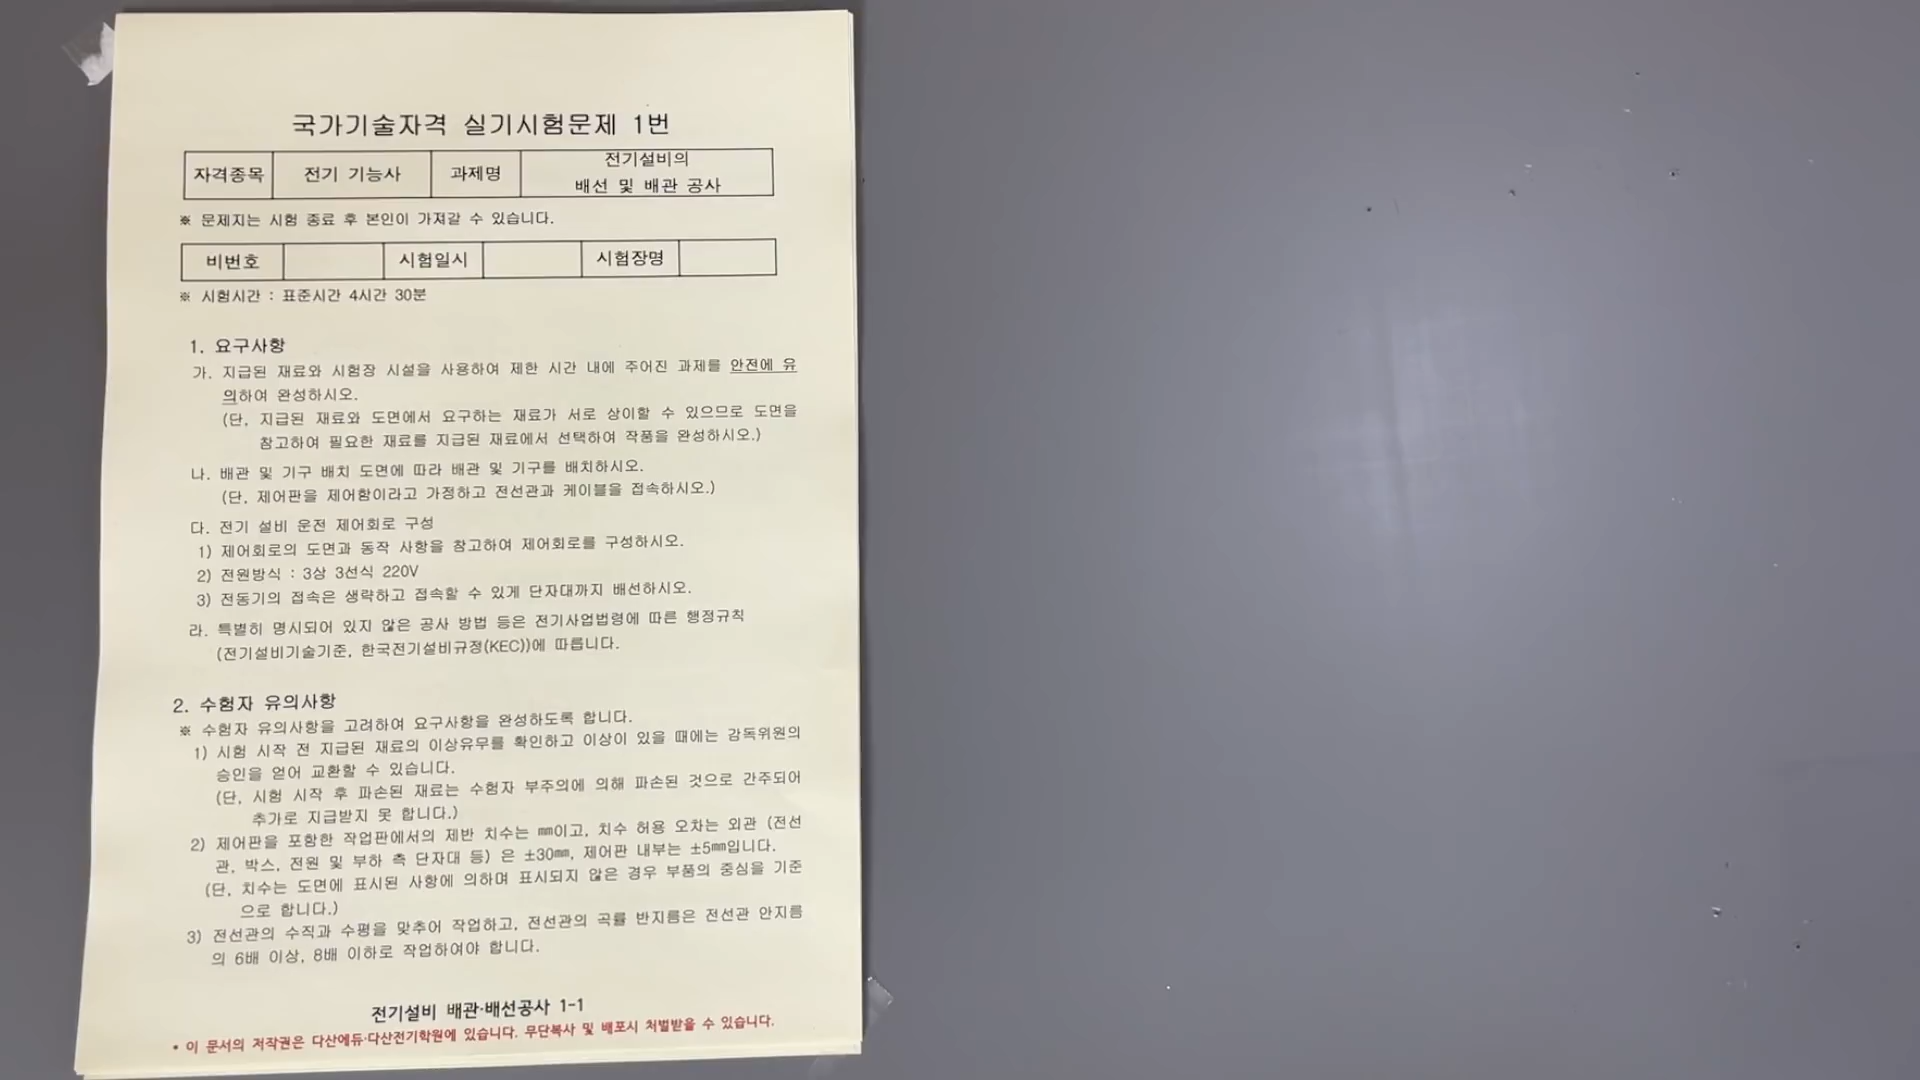 국가기술자격 실기시험문제 1번
자격종목 전기 기능사 과제명 전기설비의
배선 및 배관 공사
※ 문제지는 시험 종료 후 본인이 가져갈 수 있습니다.
비번호 시험일시 시험장명
※ 시험시간 : 표준시간 4시간 30분
1. 요구사항
가. 지급된 재료와 시험장 시설을 사용하여 제한 시간 내에 주어진 과제를 안전에 유
의하여 완성하시오.
(단, 지급된 재료와 도면에서 요구하는 재료가 서로 상이할 수 있으므로 도면을
참고하여 필요한 재료를 지급된 재료에서 선택하여 작품을 완성하시오.)
나. 배관 및 기구 배치 도면에 따라 배관 및 기구를 배치하시오.
(단, 제어판을 제어함이라고 가정하고 전선관과 케이블을 접속하시오.)
다. 전기 설비 운전 제어회로 구성
1) 제어회로의 도면과 동작 사항을 참고하여 제어회로를 구성하시오.
2) 전원방식 : 3상 3선식 220V
3) 전동기의 접속은 생략하고 접속할 수 있게 단자대까지 배선하시오.
라. 특별히 명시되어 있지 않은 공사 방법 등은 전기사업법령에 따른 행정규칙
(전기설비기술기준, 한국전기설비규정(KEC))에 따릅니다.
2. 수험자 유의사항
※ 수험자 유의사항을 고려하여 요구사항을 완성하도록 합니다.
1) 시험 시작 전 지급된 재료의 이상유무를 확인하고 이상이 있을 때에는 감독위원의
승인을 얻어 교환할 수 있습니다.
(단, 시험 시작 후 파손된 재료는 수험자 부주의에 의해 파손된 것으로 간주되어
추가로 지급받지 못 합니다.)
2) 제어판을 포함한 작업판에서의 제반 치수는 ㎜이고, 치수 허용 오차는 외관 (전선
관, 박스, 전원 및 부하 측 단자대 등) 은 ±30㎜, 제어판 내부는 ±5㎜입니다.
(단, 치수는 도면에 표시된 사항에 의하며 표시되지 않은 경우 부품의 중심을 기준
으로 합니다.)
3) 전선관의 수직과 수평을 맞추어 작업하고, 전선관의 곡률 반지름은 전선관 안지름
의 6배 이상, 8배 이하로 작업하여야 합니다.
전기설비 배관·배선공사 1-1
• 이 문서의 저작권은 다산에듀·다산전기학원에 있습니다. 무단복사 및 배포시 처벌받을 수 있습니다.